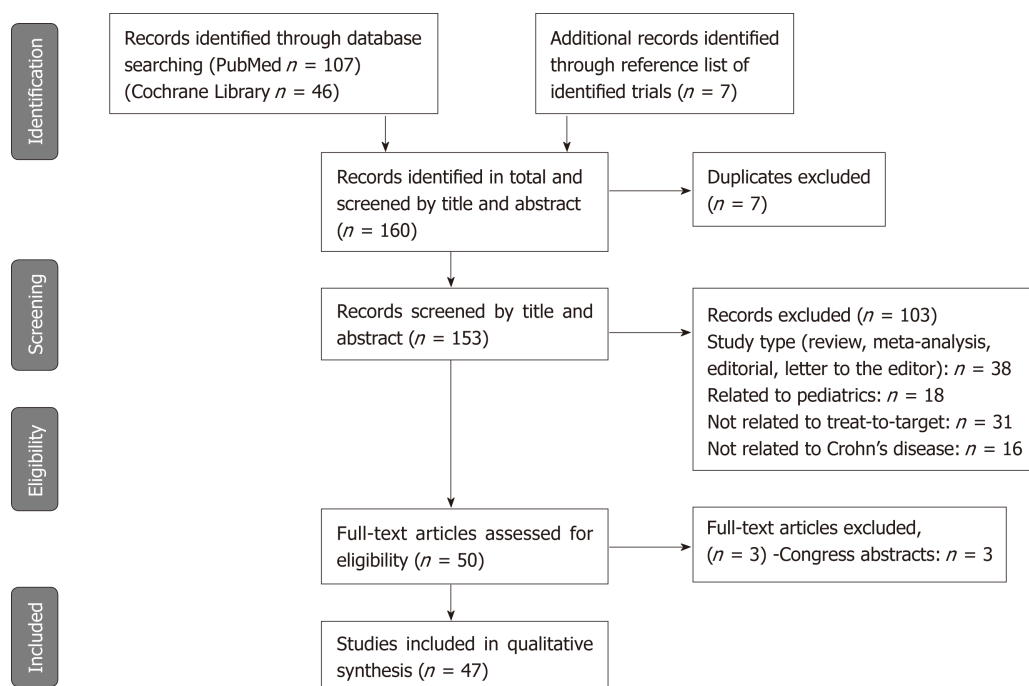 Identification
Records identified through database
searching (PubMed n = 107)
(Cochrane Library n = 46)
Additional records identified
through reference list of
identified trials (n = 7)
Records identified in total and
screened by title and abstract
(n = 160)
Duplicates excluded
(n = 7)
Screening
Records screened by title and
abstract (n = 153)
Records excluded (n = 103)
Study type (review, meta-analysis,
editorial, letter to the editor): n = 38
Related to pediatrics: n = 18
Not related to treat-to-target: n = 31
Not related to Crohn’s disease: n = 16
Eligibility
Full-text articles assessed for
eligibility (n = 50)
Full-text articles excluded,
(n = 3) -Congress abstracts: n = 3
Included
Studies included in qualitative
synthesis (n = 47)